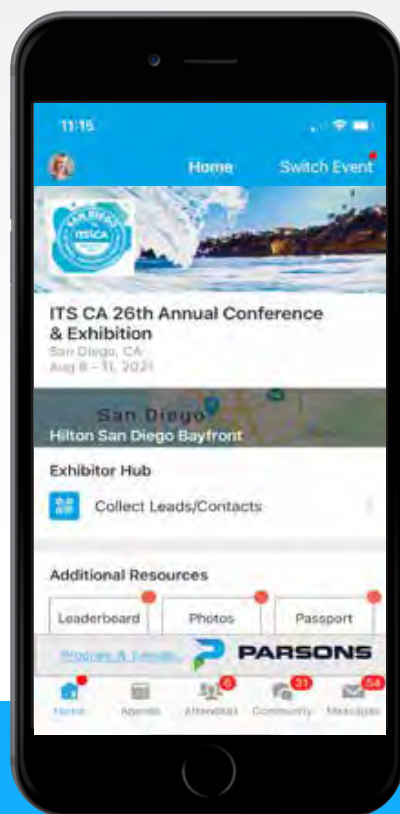 11:15
Home
Switch Event
SAN DIEGO
ITS CA
ITS CA 26th Annual Conference
& Exhibition
San Diego, CA
Aug 8 - 11, 2021
San Diego
Hilton San Diego Bayfront
Exhibitor Hub
Collect Leads/Contacts
Additional Resources
Leaderboard
Photos
Passport
PARSONS
6
31
54
Home
Agenda
Attendees
Community
Messages